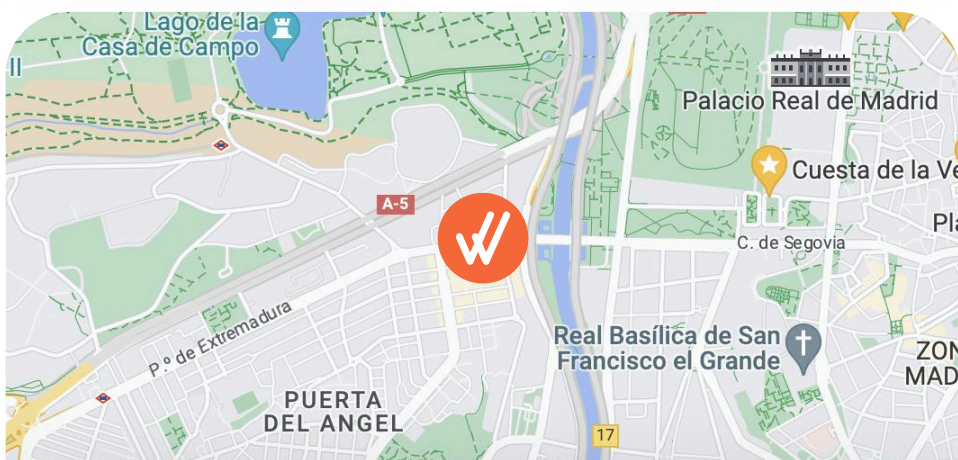 Lago de la
Casa de Campo
II
Palacio Real de Madrid
Cuesta de la Ve
A-5
Pla
C. de Segovia
P.º de Extremadura
Real Basílica de San
Francisco el Grande
ZON
MAD
PUERTA
DEL ANGEL
17